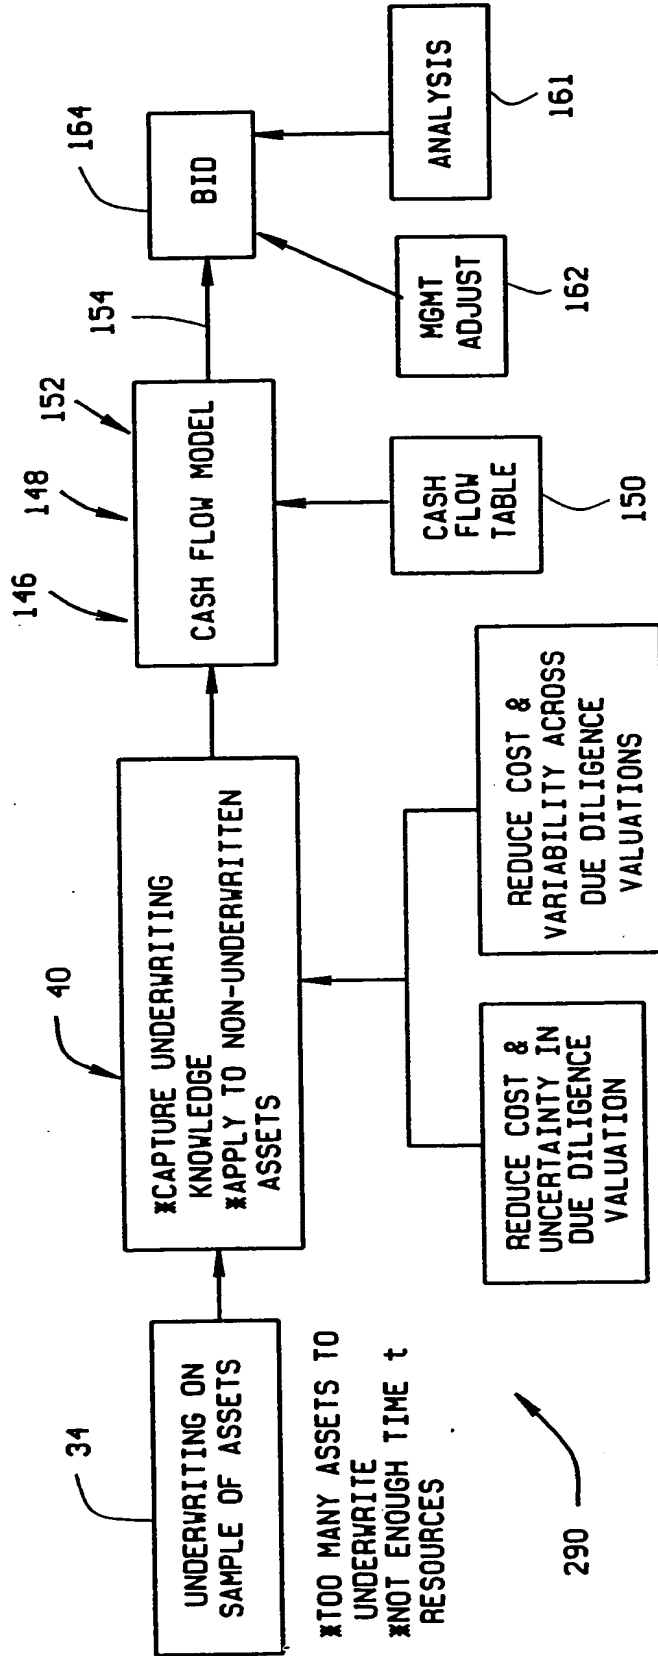 34
UNDERWRITING ON
SAMPLE OF ASSETS
*TOO MANY ASSETS TO
UNDERWRITE
*NOT ENOUGH TIME t
RESOURCES
290
40
*CAPTURE UNDERWRITING
KNOWLEDGE
*APPLY TO NON-UNDERWRITTEN
ASSETS
REDUCE COST &
UNCERTAINTY IN
DUE DILIGENCE
VALUATION
REDUCE COST &
VARIABILITY ACROSS
DUE DILIGENCE
VALUATIONS
146
148
152
CASH FLOW MODEL
CASH
FLOW
TABLE
150
154
164
BID
MGMT
ADJUST
162
ANALYSIS
161